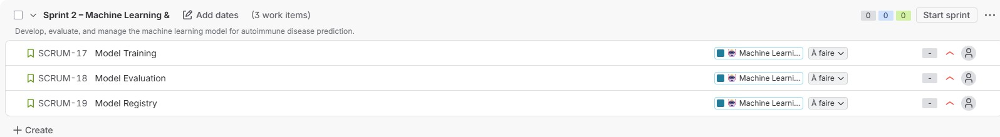 Sprint 2 – Machine Learning & Add dates (3 work items) 0 0 0 Start sprint
Develop, evaluate, and manage the machine learning model for autoimmune disease prediction.
SCRUM-17 Model Training Machine Learni... À faire -
SCRUM-18 Model Evaluation Machine Learni... À faire -
SCRUM-19 Model Registry Machine Learni... À faire -
+ Create